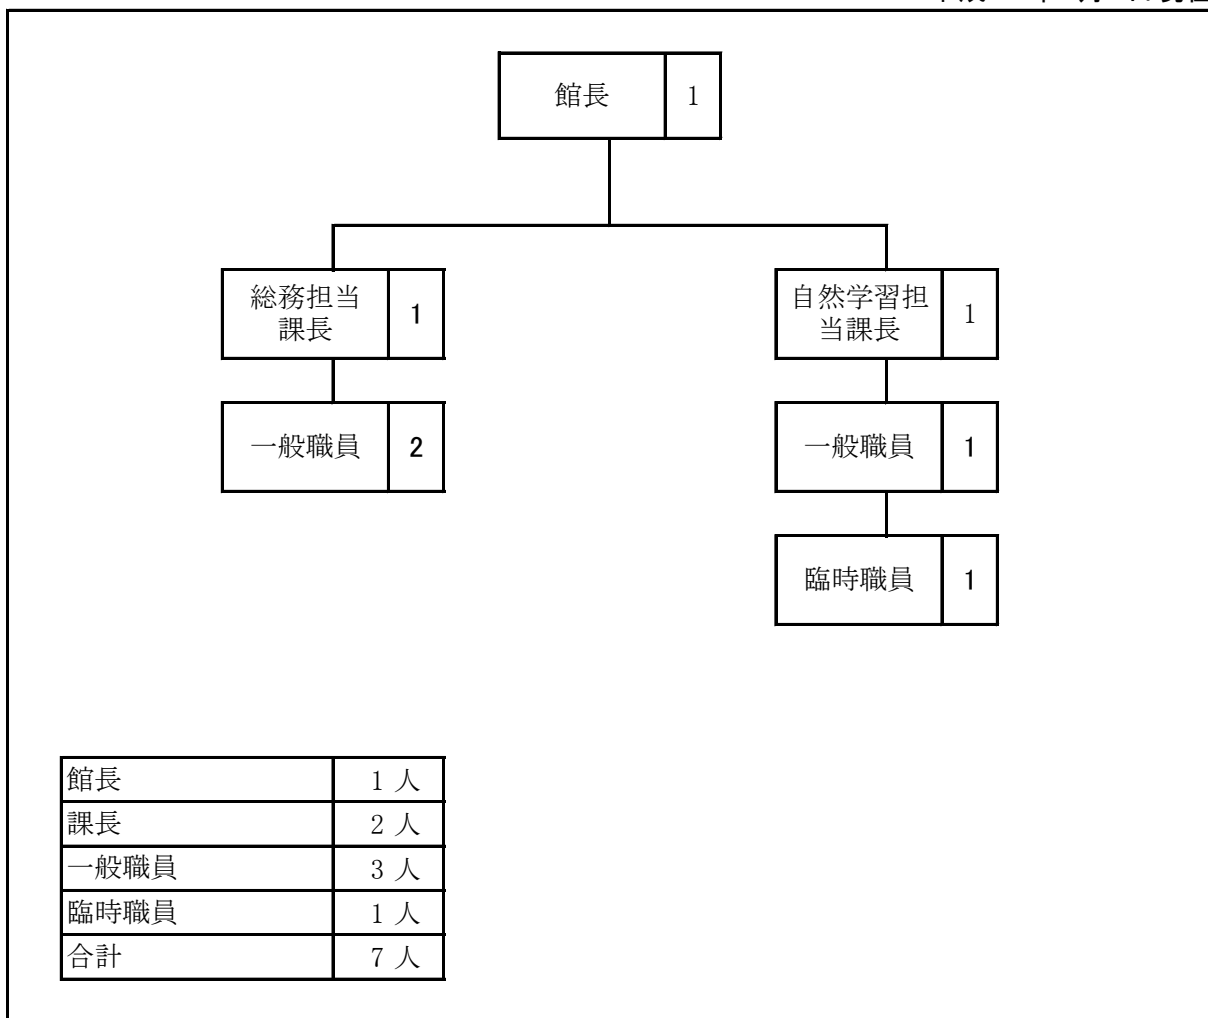 館長 1
総務担当
課長
1
自然学習担
当課長
1
一般職員 2
一般職員 1
臨時職員 1
館長 1 人
課長 2 人
一般職員 3 人
臨時職員 1 人
合計 7 人